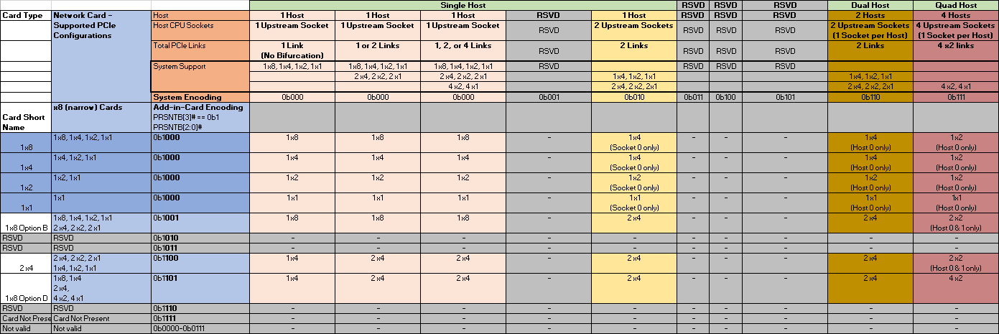 Single Host RSVD RSVD RSVD Dual Host Quad Host
Card Type Network Card - Host 1 Host 1 Host 1 Host RSVD 1 Host RSVD RSVD RSVD 2 Hosts 4 Hosts
Supported PCIe Host CPU Sockets 1 Upstream Socket 1 Upstream Socket 1 Upstream Socket RSVD 2 Upstream Sockets RSVD RSVD RSVD 2 Upstream Sockets 4 Upstream Sockets
Configurations (1 Socket per Host) (1 Socket per Host)
Total PCIe Links 1 Link 1 or 2 Links 1, 2, or 4 Links RSVD 2 Links RSVD RSVD RSVD 2 Links 4 x2 links
(No Bifurcation)
System Support 1x8, 1x4, 1x2, 1x1 1x8, 1x4, 1x2, 1x1 1x8, 1x4, 1x2, 1x1 RSVD RSVD RSVD RSVD
2 x4, 2 x2, 2 x1 2 x4, 2 x2, 2 x1 1x4, 1x2, 1x1 1x4, 1x2, 1x1
4 x2, 4 x1 2 x4, 2 x2, 2 x1 2 x4, 2 x2, 2x1 4 x2, 4 x1
System Encoding 0b000 0b000 0b000 0b001 0b010 0b011 0b100 0b101 0b110 0b111
x8 (narrow) Cards Add-in-Card Encoding
Card Short PRSNTB[3]# == 0b1
Name PRSNTB[2:0]#
1x8, 1x4, 1x2, 1x1 0b1000 1x8 1x8 1x8 - 1x4 - - - 1x4 1x2
1x8 (Socket 0 only) (Host 0 only) (Host 0 only)
1x4, 1x2, 1x1 0b1000 1x4 1x4 1x4 - 1x4 - - - 1x4 1x2
1x4 (Socket 0 only) (Host 0 only) (Host 0 only)
1x2, 1x1 0b1000 1x2 1x2 1x2 - 1x2 - - - 1x2 1x2
1x2 (Socket 0 only) (Host 0 only) (Host 0 only)
1x1 0b1000 1x1 1x1 1x1 - 1x1 - - - 1x1 1x1
1x1 (Socket 0 only) (Host 0 only) (Host 0 only)
1x8, 1x4, 1x2, 1x1 0b1001 1x8 1x8 1x8 - 2 x4 - - - 2 x4 2 x2
1x8 Option B 2 x4, 2 x2, 2 x1 (Host 0 & 1 only)
RSVD RSVD 0b1010 - - - - - - - - - -
RSVD RSVD 0b1011 - - - - - - - - - -
2 x4, 2 x2, 2 x1 0b1100 1x4 2 x4 2 x4 - 2 x4 - - - 2 x4 2 x2
2 x4 1x4, 1x2, 1x1 (Host 0 & 1 only)
1x8, 1x4 0b1101 1x4 2 x4 2 x4 - 2 x4 - - - 2 x4 4 x2
2 x4,
1x8 Option D 4 x2, 4 x1
RSVD RSVD 0b1110 - - - - - - - - - -
Card Not Prese Card Not Present 0b1111 - - - - - - - - - -
Not valid Not valid 0b0000-0b0111 - - - - - - - - - -